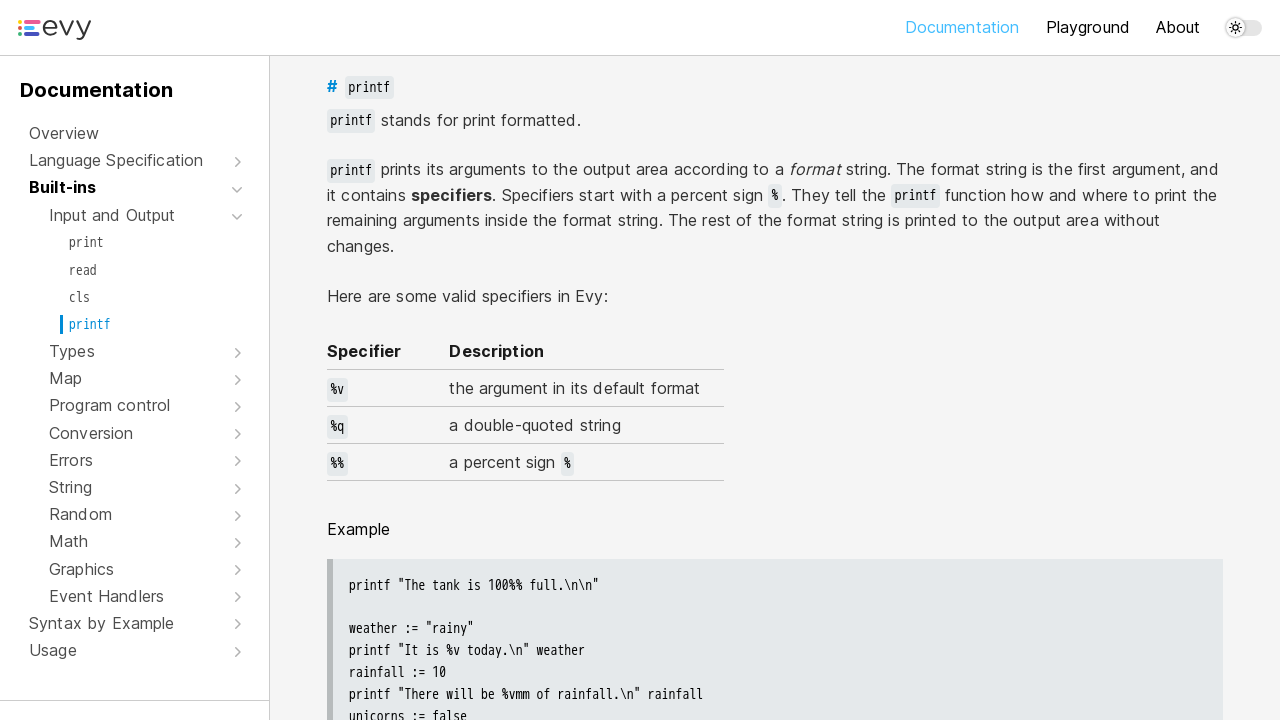 evy
Documentation
Playground
About
Documentation
Overview
Language Specification
Built-ins
Input and Output
print
read
cls
printf
Types
Map
Program control
Conversion
Errors
String
Random
Math
Graphics
Event Handlers
Syntax by Example
Usage
# printf
printf stands for print formatted.
printf prints its arguments to the output area according to a format string. The format string is the first argument, and
it contains specifiers. Specifiers start with a percent sign %. They tell the printf function how and where to print the
remaining arguments inside the format string. The rest of the format string is printed to the output area without
changes.
Here are some valid specifiers in Evy:
Specifier Description
%v the argument in its default format
%q a double-quoted string
%% a percent sign %
Example
printf "The tank is 100%% full.\n\n"
weather := "rainy"
printf "It is %v today.\n" weather
rainfall := 10
printf "There will be %vmm of rainfall.\n" rainfall
unicorns := false